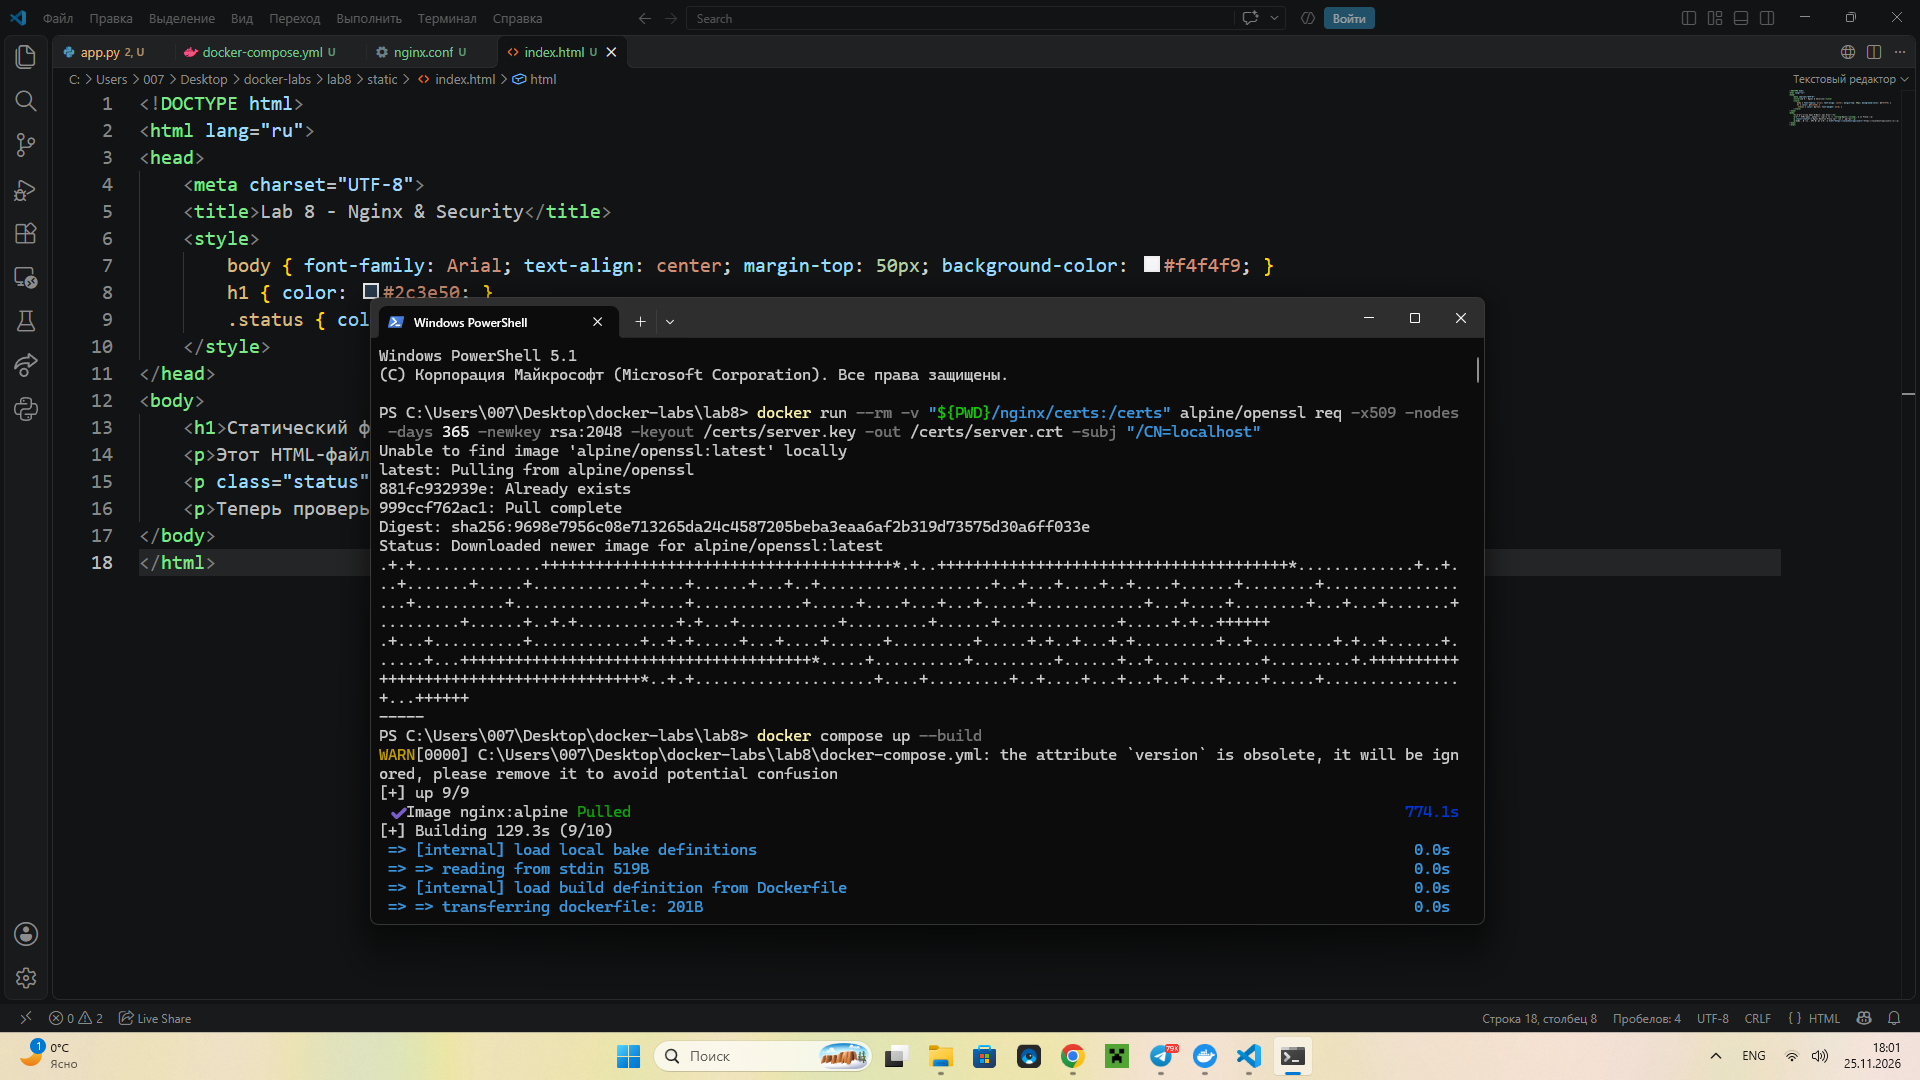 Файл Правка Выделение Вид Переход Выполнить Терминал Справка
Search
Войти
app.py 2, U
docker-compose.yml U
nginx.conf U
index.html U
C: > Users > 007 > Desktop > docker-labs > lab8 > static > index.html > html
Текстовый редактор
1 <!DOCTYPE html>
2 <html lang="ru">
3 <head>
4 <meta charset="UTF-8">
5 <title>Lab 8 - Nginx & Security</title>
6 <style>
7 body { font-family: Arial; text-align: center; margin-top: 50px; background-color: #f4f4f9; }
8 h1 { color: #2c3e50; }
9 .status { col
10 </style>
11 </head>
12 <body>
13 <h1>Статический ф
14 <p>Этот HTML-файл
15 <p class="status"
16 <p>Теперь проверь
17 </body>
18 </html>
Windows PowerShell
Windows PowerShell 5.1
(C) Корпорация Майкрософт (Microsoft Corporation). Все права защищены.
PS C:\Users\007\Desktop\docker-labs\lab8> docker run --rm -v "${PWD}/nginx/certs:/certs" alpine/openssl req -x509 -nodes
-days 365 -newkey rsa:2048 -keyout /certs/server.key -out /certs/server.crt -subj "/CN=localhost"
Unable to find image 'alpine/openssl:latest' locally
latest: Pulling from alpine/openssl
881fc932939e: Already exists
999ccf762ac1: Pull complete
Digest: sha256:9698e7956c08e713265da24c4587205beba3eaa6af2b319d73575d30a6ff033e
Status: Downloaded newer image for alpine/openssl:latest
-----
PS C:\Users\007\Desktop\docker-labs\lab8> docker compose up --build
WARN[0000] C:\Users\007\Desktop\docker-labs\lab8\docker-compose.yml: the attribute `version` is obsolete, it will be ign
ored, please remove it to avoid potential confusion
[+] up 9/9
✔Image nginx:alpine Pulled 774.1s
[+] Building 129.3s (9/10)
=> [internal] load local bake definitions 0.0s
=> => reading from stdin 519B 0.0s
=> [internal] load build definition from Dockerfile 0.0s
=> => transferring dockerfile: 201B 0.0s
0 2 Live Share
Строка 18, столбец 8 Пробелов: 4 UTF-8 CRLF { } HTML
1 0°C
Ясно
Поиск
79K
ENG
18:01
25.11.2026